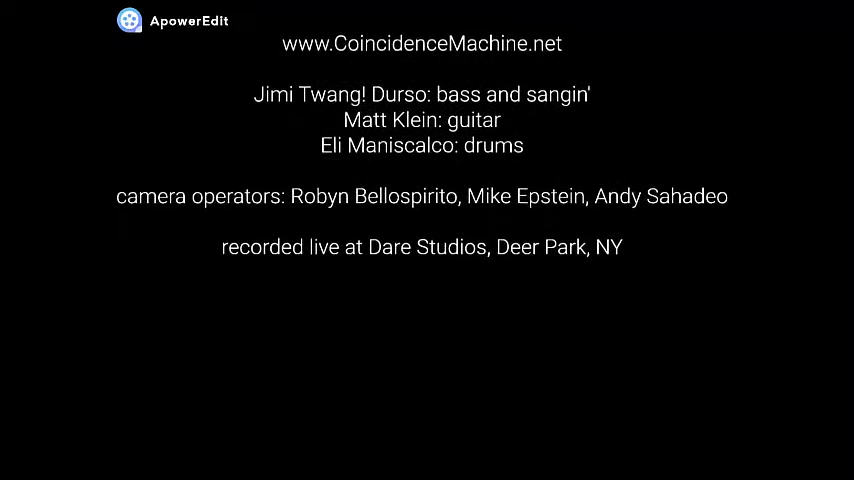 ApowerEdit
www.CoincidenceMachine.net
Jimi Twang! Durso: bass and sangin'
Matt Klein: guitar
Eli Maniscalco: drums
camera operators: Robyn Bellospirito, Mike Epstein, Andy Sahadeo
recorded live at Dare Studios, Deer Park, NY